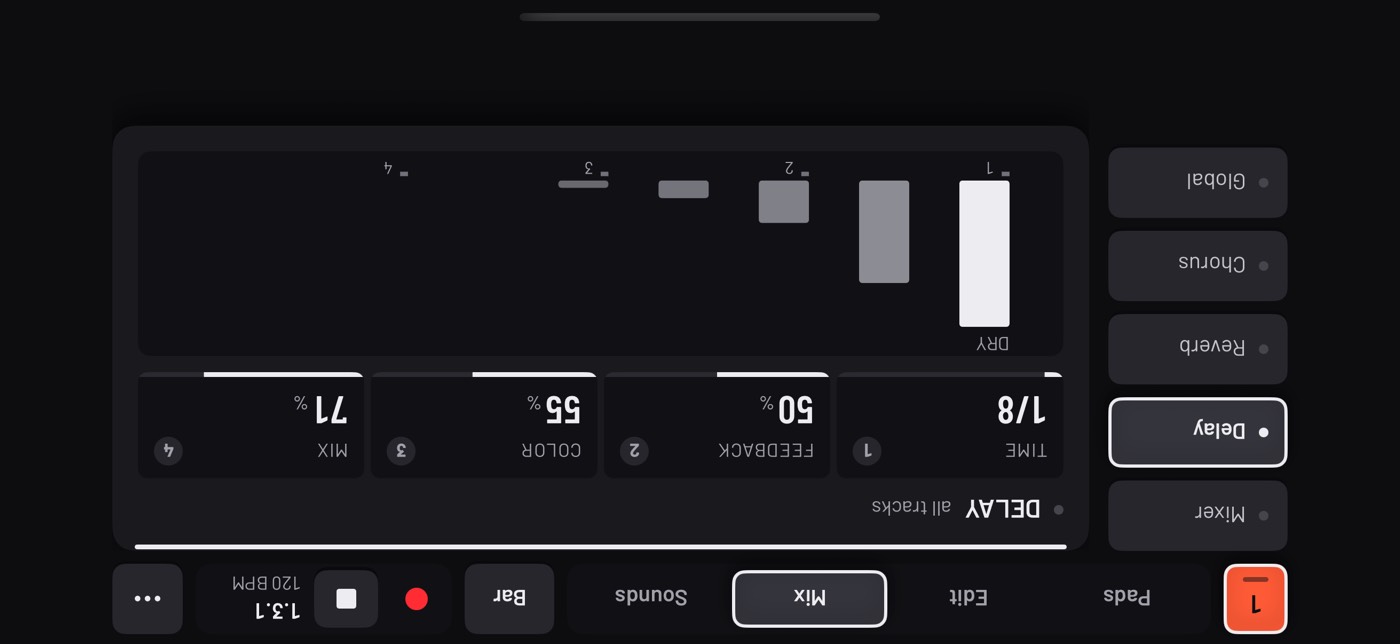 1
Pads
Edit
Mix
Sounds
Bar
1.3.1
120 BPM
Mixer
Delay
Reverb
Chorus
Global
DELAY all tracks
TIME
1/8
1
FEEDBACK
50 %
2
COLOR
55 %
3
MIX
71 %
4
DRY
1
2
3
4